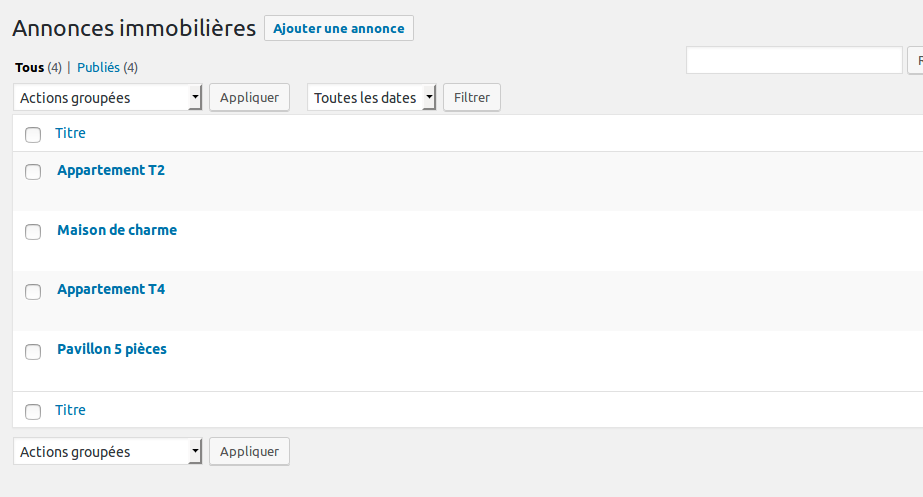 Annonces immobilières Ajouter une annonce
Tous (4) | Publiés (4)
Actions groupées Appliquer Toutes les dates Filtrer
Titre
Appartement T2
Maison de charme
Appartement T4
Pavillon 5 pièces
Titre
Actions groupées Appliquer